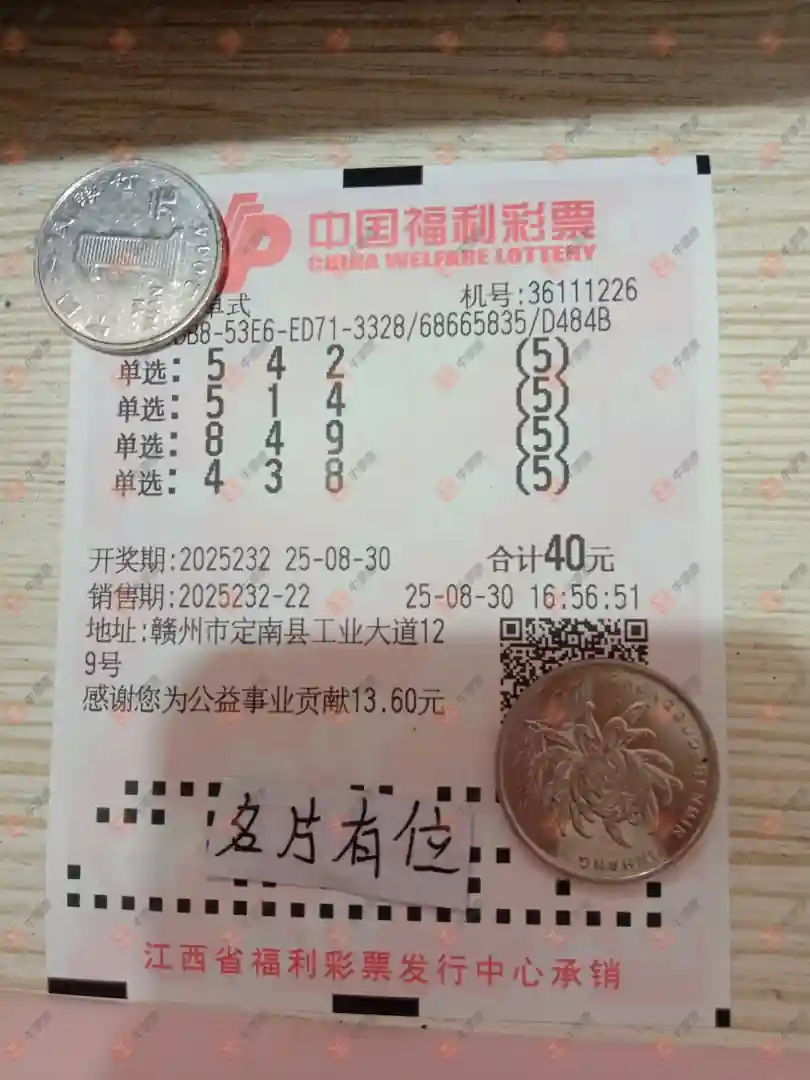 中国福利彩票
CHINA WELFARE LOTTERY
单式 机号:36111226
BB8-53E6-ED71-3328/68665835/D484B
单选: 5 4 2 (5)
单选: 5 1 4 (5)
单选: 8 4 9 (5)
单选: 4 3 8 (5)
开奖期:2025232 25-08-30 合计40元
销售期:2025232-22 25-08-30 16:56:51
地址:赣州市定南县工业大道12
9号
感谢您为公益事业贡献13.60元
名片有位
江西省福利彩票发行中心承销